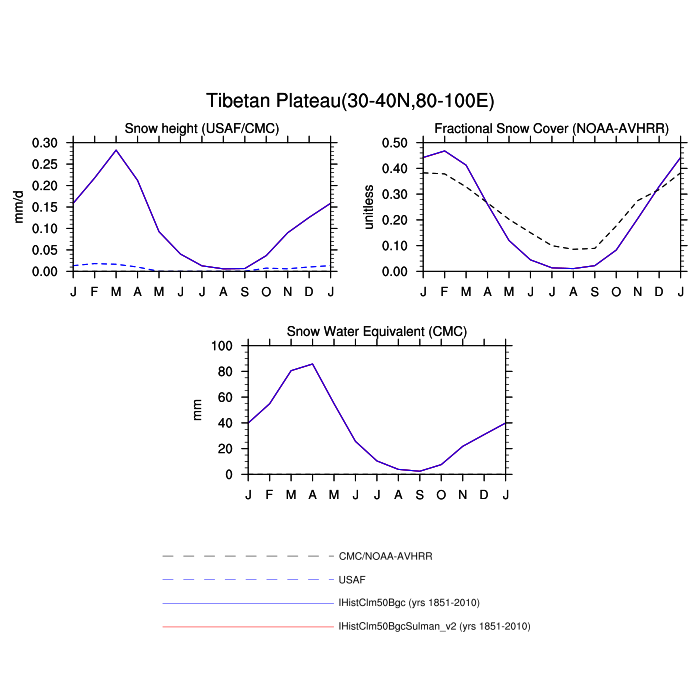 Tibetan Plateau(30-40N,80-100E)
Snow height (USAF/CMC)
mm/d
0.30
0.25
0.20
0.15
0.10
0.05
0.00
J F M A M J J A S O N D J
Fractional Snow Cover (NOAA-AVHRR)
unitless
0.50
0.40
0.30
0.20
0.10
0.00
J F M A M J J A S O N D J
Snow Water Equivalent (CMC)
mm
100
80
60
40
20
0
J F M A M J J A S O N D J
CMC/NOAA-AVHRR
USAF
IHistClm50Bgc (yrs 1851-2010)
IHistClm50BgcSulman_v2 (yrs 1851-2010)